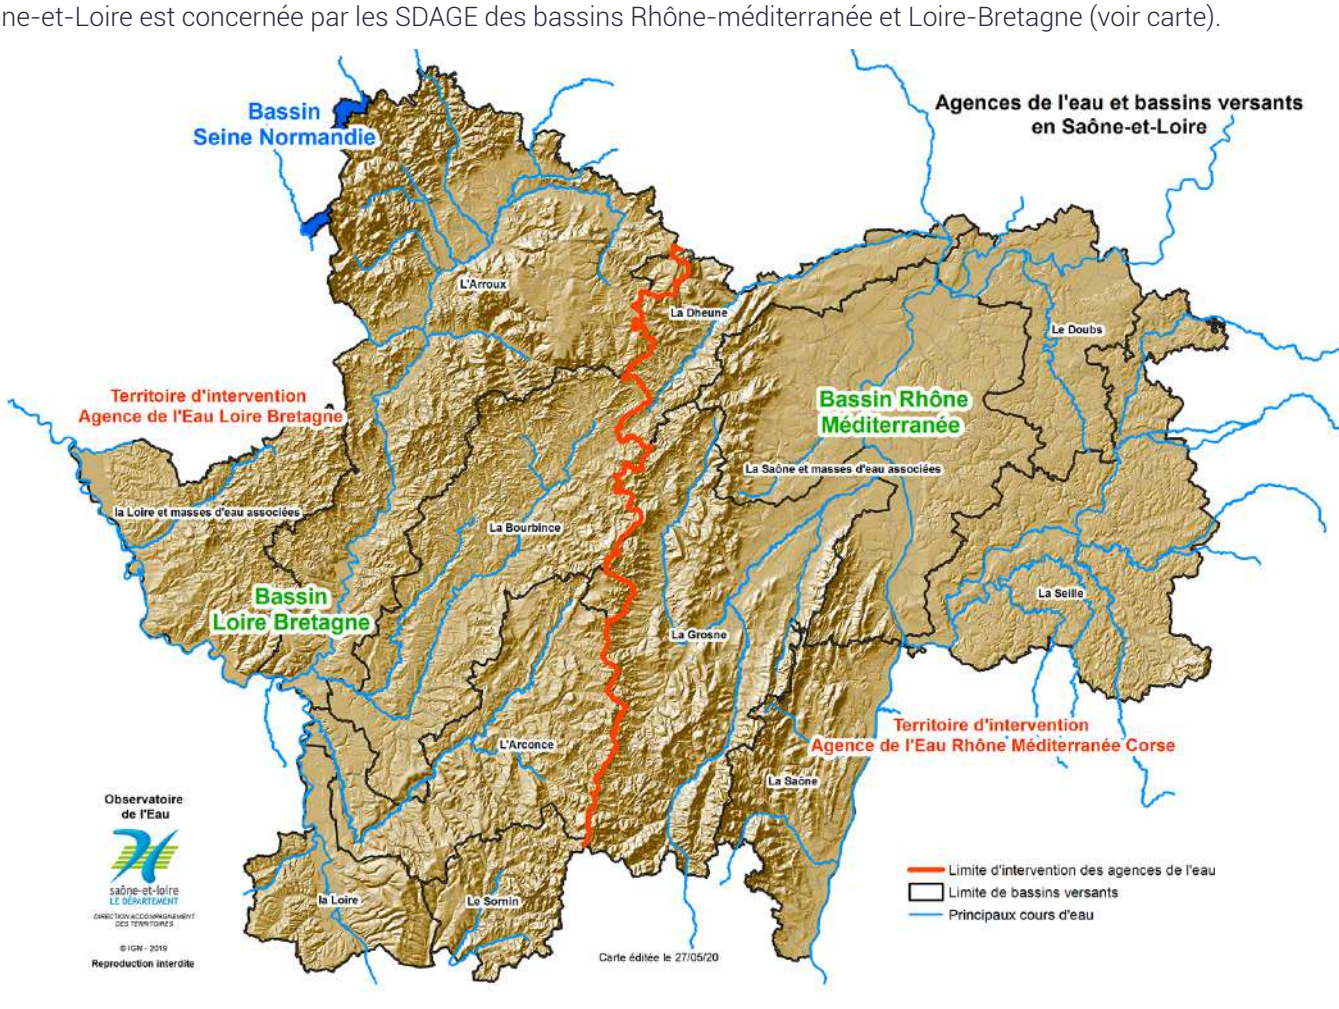 ne-et-Loire est concernée par les SDAGE des bassins Rhône-méditerranée et Loire-Bretagne (voir carte).
Agences de l'eau et bassins versants
en Saône-et-Loire
Bassin
Seine Normandie
L'Arroux
La Dheune
Le Doubs
Territoire d'intervention
Agence de l'Eau Loire Bretagne
Bassin Rhône
Méditerranée
La Saône et masses d'eau associées
la Loire et masses d'eau associées
La Bourbince
Bassin
Loire Bretagne
La Seille
La Grosne
Territoire d'intervention
Agence de l'Eau Rhône Méditerranée Corse
L'Arconce
La Saône
Observatoire
de l'Eau
saône-et-loire
LE DÉPARTEMENT
DIRECTION ACCOMPAGNEMENT
DES TERRITOIRES
© IGN - 2019
Reproduction interdite
la Loire
Le Sornin
Limite d'intervention des agences de l'eau
Limite de bassins versants
Principaux cours d'eau
Carte éditée le 27/05/20